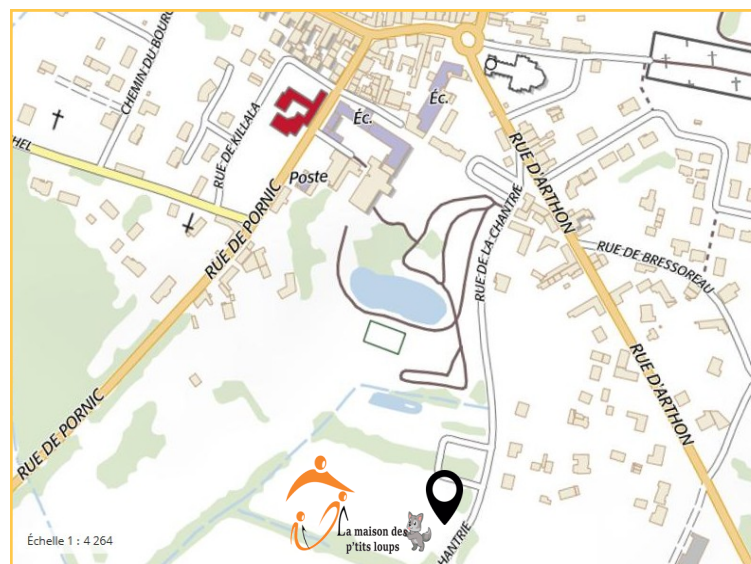 CHEMIN DU BOURG
RUE DE KILLALA
Éc.
Éc.
HEL
Poste
RUE DE PORNIC
RUE D'ARTHON
RUE DE LA CHANTRIE
RUE DE BRESSOREAU
RUE DE PORNIC
RUE D'ARTHON
La maison des
p'tits loups
HANTRIE
Échelle 1 : 4 264